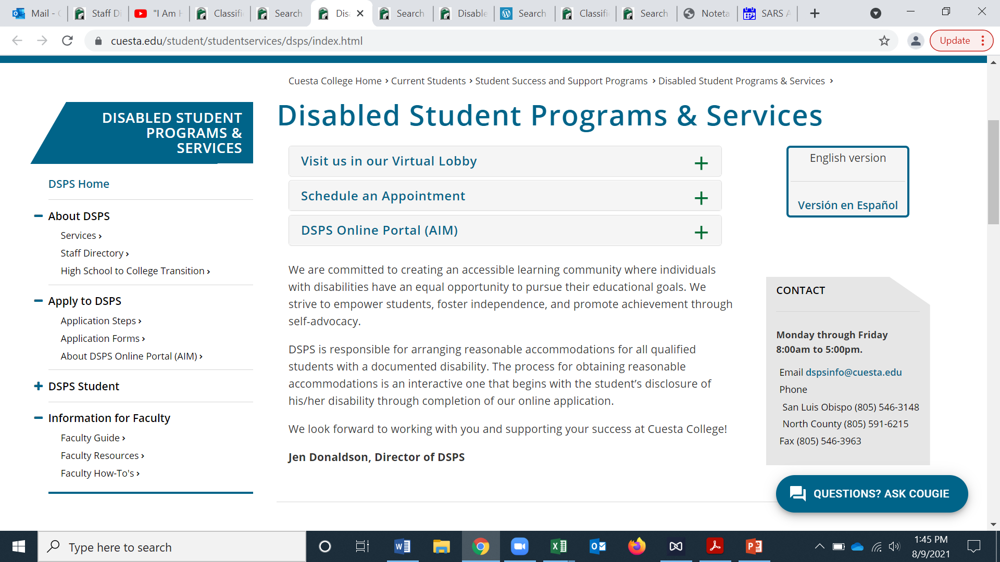 Mail -
Staff Di
"I Am H
Classifi
Search
Dis
Search
Disable
Search
Classifi
Search
Noteta
SARS A
cuesta.edu/student/studentservices/dsps/index.html
Update
Cuesta College Home › Current Students › Student Success and Support Programs › Disabled Student Programs & Services ›
DISABLED STUDENT
PROGRAMS &
SERVICES
DSPS Home
About DSPS
Services ›
Staff Directory ›
High School to College Transition ›
Apply to DSPS
Application Steps ›
Application Forms ›
About DSPS Online Portal (AIM) ›
DSPS Student
Information for Faculty
Faculty Guide ›
Faculty Resources ›
Faculty How-To's ›
Disabled Student Programs & Services
Visit us in our Virtual Lobby
Schedule an Appointment
DSPS Online Portal (AIM)
We are committed to creating an accessible learning community where individuals
with disabilities have an equal opportunity to pursue their educational goals. We
strive to empower students, foster independence, and promote achievement through
self-advocacy.
DSPS is responsible for arranging reasonable accommodations for all qualified
students with a documented disability. The process for obtaining reasonable
accommodations is an interactive one that begins with the student’s disclosure of
his/her disability through completion of our online application.
We look forward to working with you and supporting your success at Cuesta College!
Jen Donaldson, Director of DSPS
English version
Versión en Español
CONTACT
Monday through Friday
8:00am to 5:00pm.
Email dspsinfo@cuesta.edu
Phone
San Luis Obispo (805) 546-3148
North County (805) 591-6215
Fax (805) 546-3963
QUESTIONS? ASK COUGIE
Type here to search
1:45 PM
8/9/2021